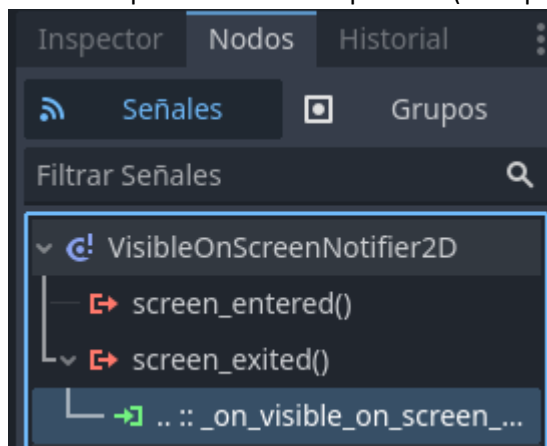 Inspector Nodos Historial
Señales Grupos
Filtrar Señales
VisibleOnScreenNotifier2D
screen_entered()
screen_exited()
.. :: _on_visible_on_screen_...